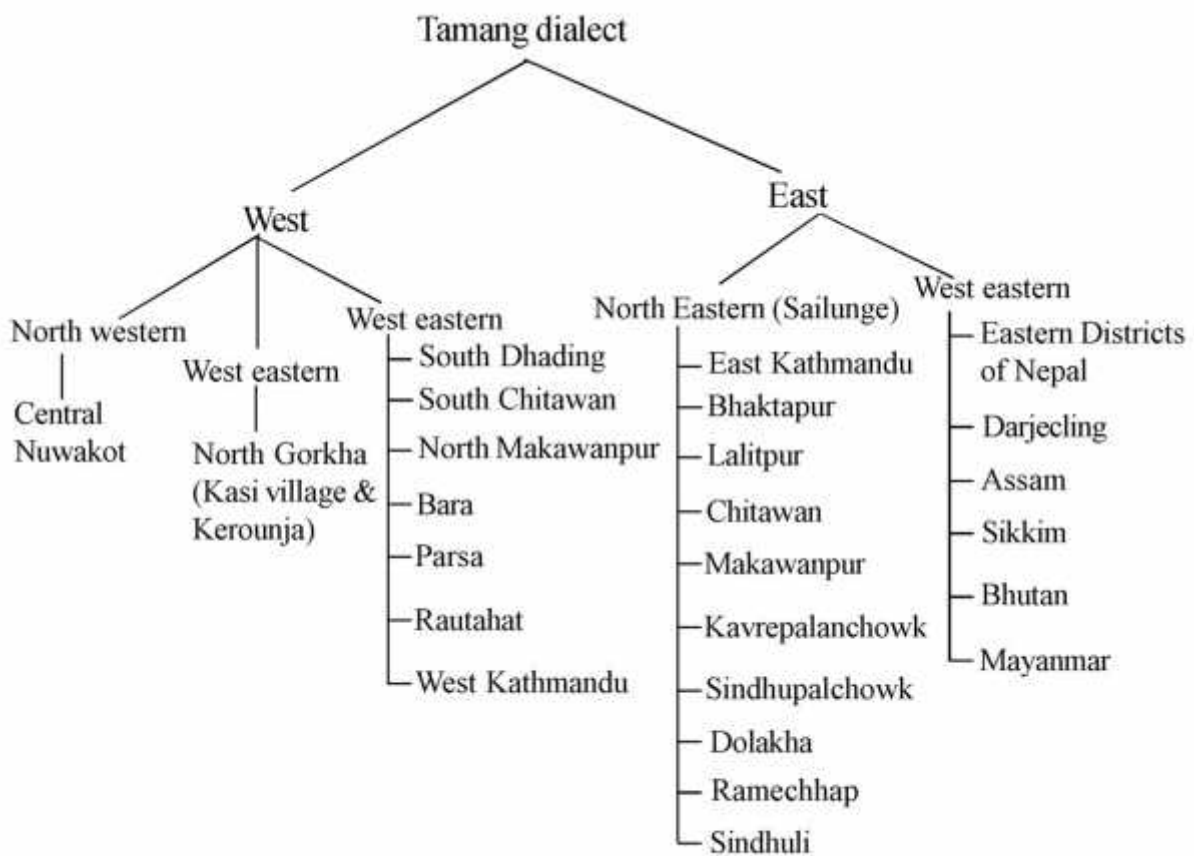 Tamang dialect
West
East
North western
Central
Nuwakot
West eastern
North Gorkha
(Kasi village &
Kerounja)
West eastern
South Dhading
South Chitawan
North Makawanpur
Bara
Parsa
Rautahat
West Kathmandu
North Eastern (Sailunge)
East Kathmandu
Bhaktapur
Lalitpur
Chitawan
Makawanpur
Kavrepalanchowk
Sindhupalchowk
Dolakha
Ramechhap
Sindhuli
West eastern
Eastern Districts
of Nepal
Darjecling
Assam
Sikkim
Bhutan
Mayanmar